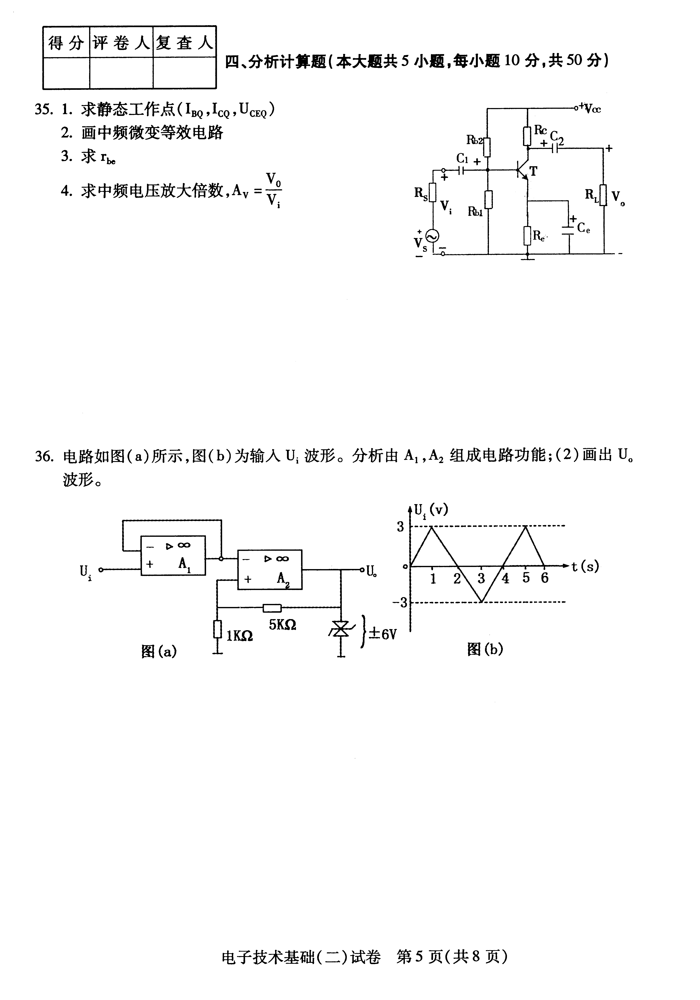 得分 评卷人 复查人
四、分析计算题(本大题共5小题,每小题10分,共50分)
35. 1. 求静态工作点(I_BQ,I_CQ,U_CEQ)
2. 画中频微变等效电路
3. 求 r_be
4. 求中频电压放大倍数,A_V = V_0/V_i
+Vcc
Rc
C2
+
+
Rb2
C1
+
T
+
R_S
V_i
Rb1
R_L
V_o
+
C_e
R_e
+
V_S
-
-
-
36. 电路如图(a)所示,图(b)为输入 U_i 波形。分析由 A_1,A_2 组成电路功能;(2)画出 U_o
波形。
U_i
- ▷ ∞
+ A_1
- ▷ ∞
+ A_2
U_o
5KΩ
1KΩ
±6V
图(a)
U_i(v)
3
o
1 2 3 4 5 6
t(s)
-3
图(b)
电子技术基础(二)试卷 第5页(共8页)